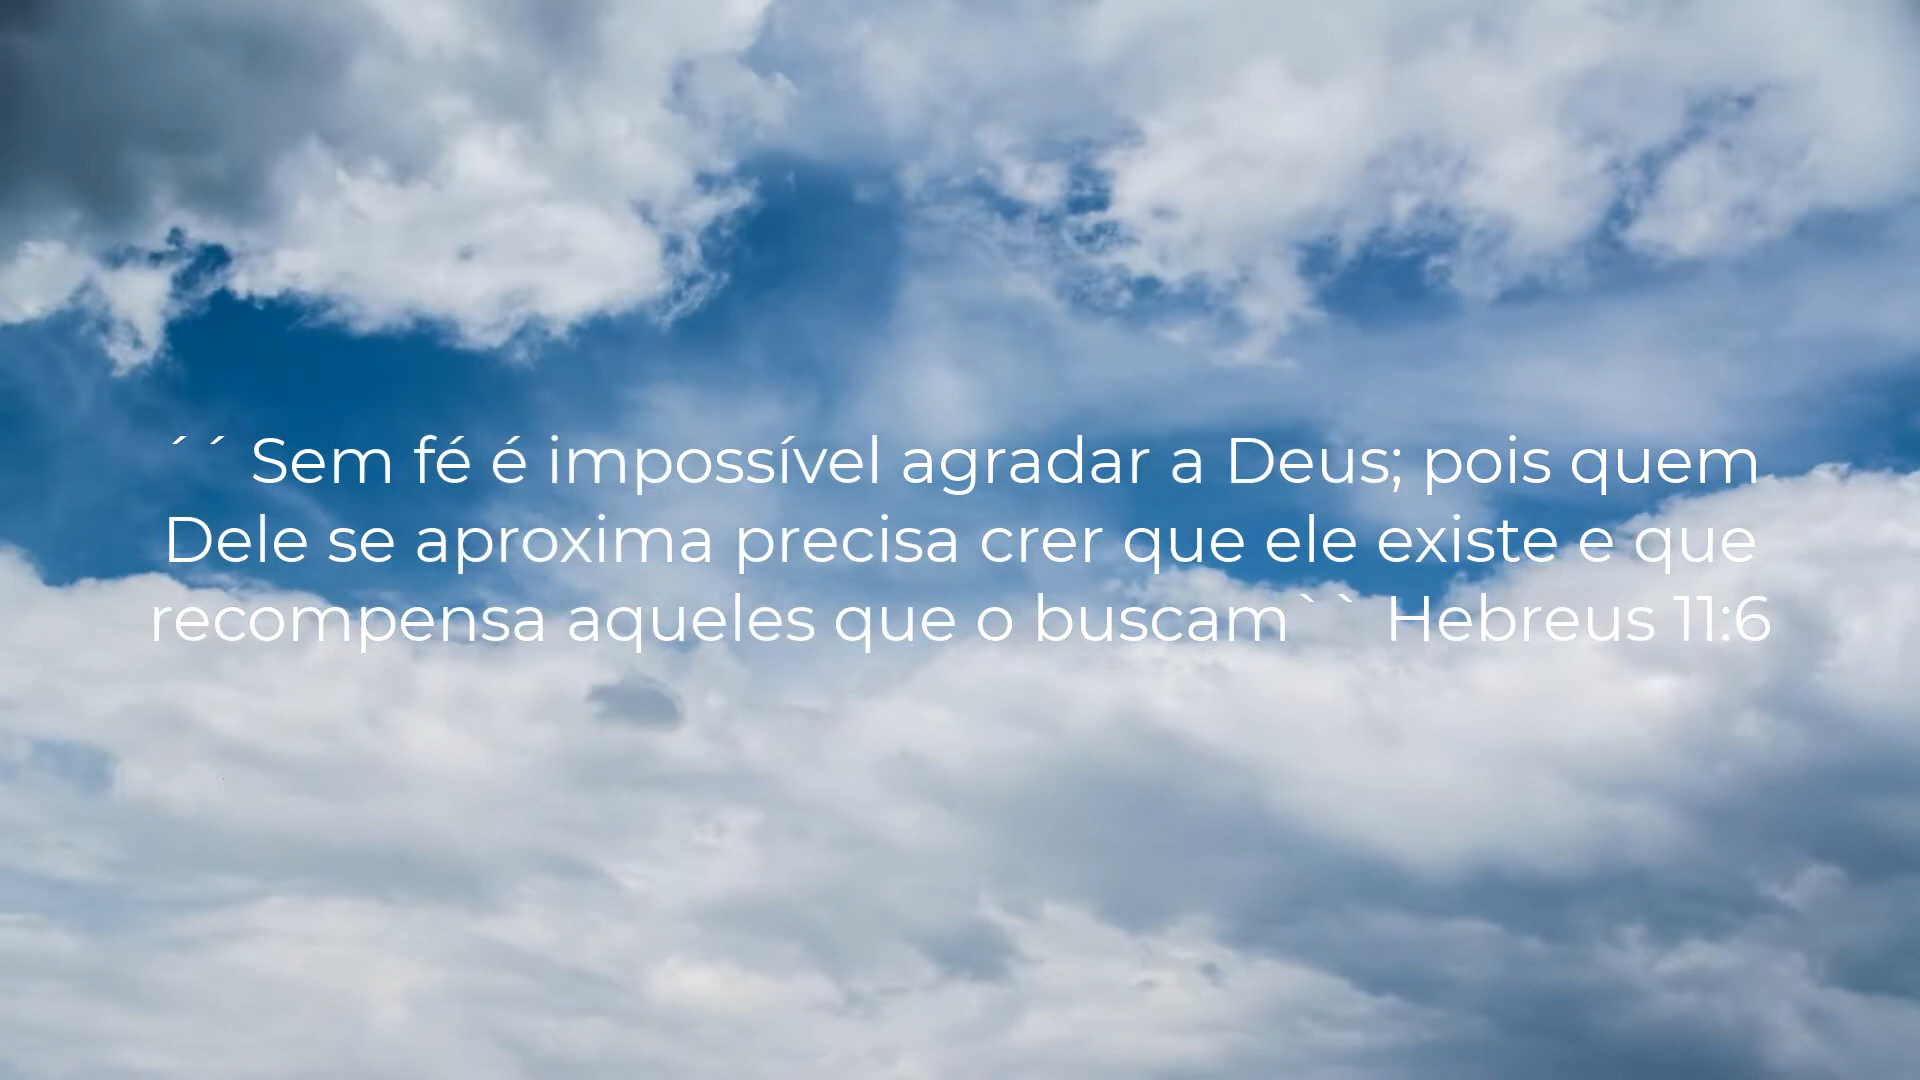 ´´ Sem fé é impossível agradar a Deus; pois quem
Dele se aproxima precisa crer que ele existe e que
recompensa aqueles que o buscam`` Hebreus 11:6